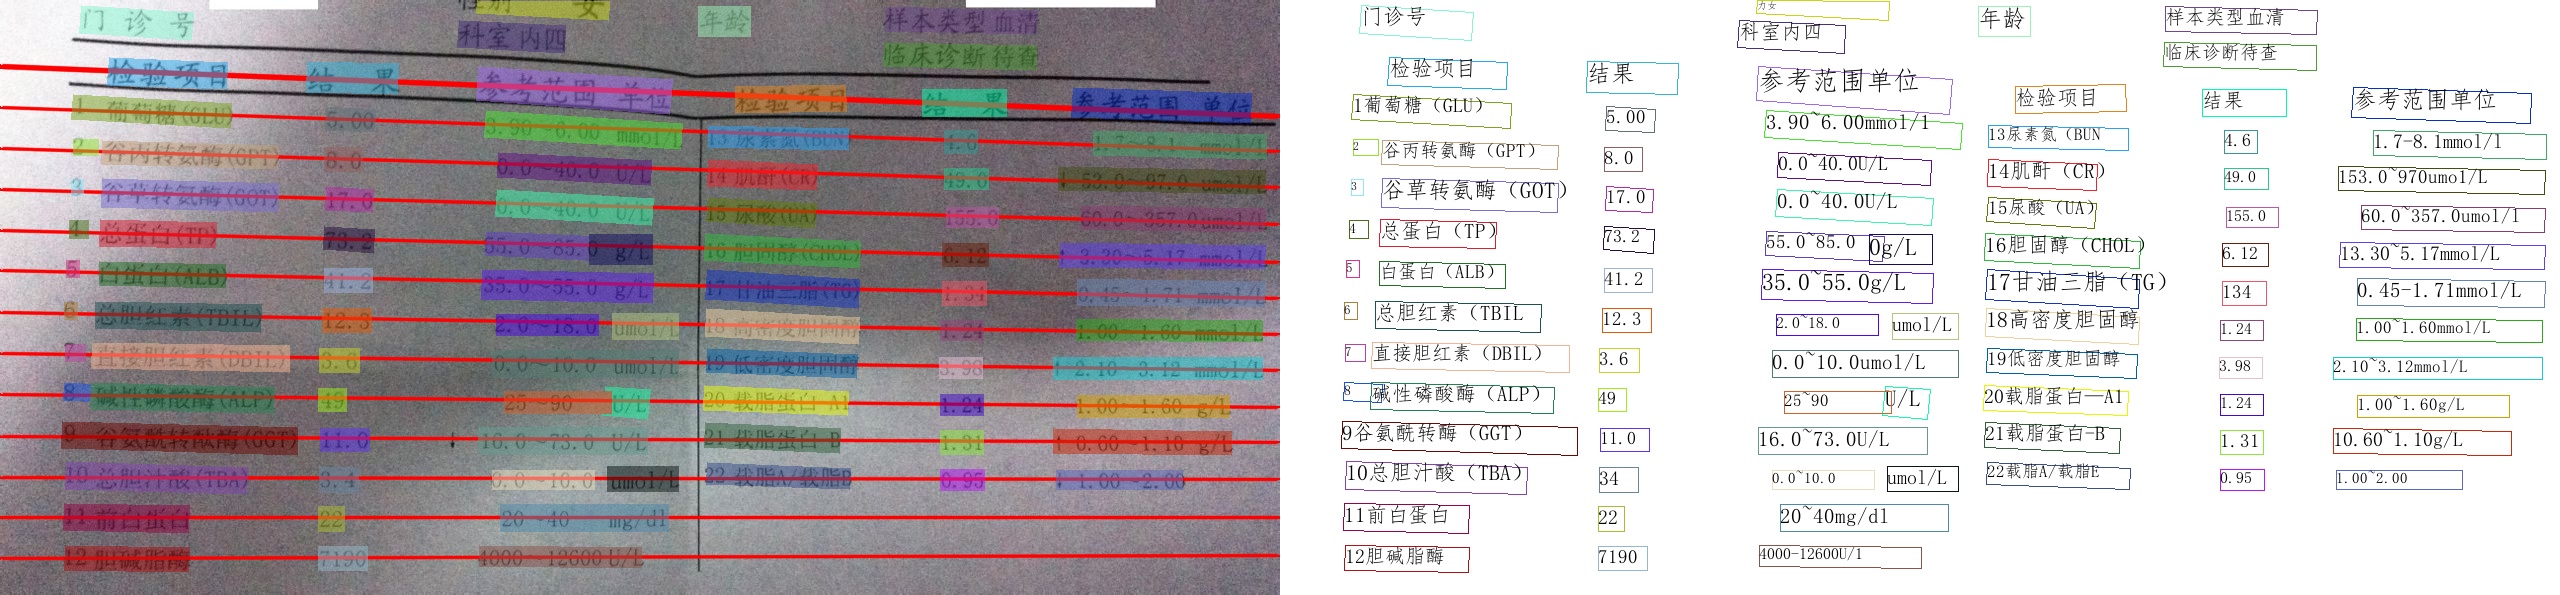 性别 女
门 诊 号 年龄 样本类型 血清
科室 内四 临床诊断 待查
检验项目 结 果 参考范围 单位 检验项目 结 果 参考范围 单位
1 葡萄糖(GLU) 5.00 3.90~6.00 mmol/l 13 尿素氮(BUN) 4.6 1.7-8.1 mmol/L
2 谷丙转氨酶(GPT) 8.0 0.0~40.0 U/L 14 肌酐(CR) 49.0 53.0~97.0 umol/L
3 谷草转氨酶(GOT) 17.0 0.0~40.0 U/L 15 尿酸(UA) 155.0 60.0~357.0 umol/L
4 总蛋白(TP) 73.2 55.0~85.0 g/L 16 胆固醇(CHOL) 6.12 3.30~5.17 mmol/L
5 白蛋白(ALB) 41.2 35.0~55.0 g/L 17 甘油三脂(TG) 1.34 0.45-1.71 mmol/L
6 总胆红素(TBIL) 12.3 2.0~18.0 umol/L 18 高密度胆固醇 1.24 1.00~1.60 mmol/L
7 直接胆红素(DBIL) 3.6 0.0~10.0 umol/L 19 低密度胆固醇 3.98 2.10~3.12 mmol/L
8 碱性磷酸酶(ALP) 49 25~90 U/L 20 载脂蛋白 A1 1.24 1.00~1.60 g/L
9 谷氨酰转酞酶(GGT) 11.0 16.0~73.0 U/L 21 载脂蛋白 B 1.31 0.60~1.10 g/L
10 总胆汁酸(TBA) 3.4 0.0~10.0 umol/L 22 载脂A/载脂B 0.95 1.00~2.00
11 前白蛋白 22 20~40 mg/dl
12 胆碱脂酶 7190 4000--12600 U/L
门诊号 年龄 样本类型血清
科室内四 临床诊断待查
检验项目 结果 参考范围单位 检验项目 结果 参考范围单位
1葡萄糖（GLU） 5.00 3.90~6.00mmol/1 13尿素氮（BUN 4.6 1.7-8.1mmol/l
2 谷丙转氨酶（GPT） 8.0 0.0~40.0U/L 14肌酐（CR） 49.0 153.0~970umol/L
3 谷草转氨酶（GOT） 17.0 0.0~40.0U/L 15尿酸（UA） 155.0 60.0~357.0umol/l
4 总蛋白（TP） 73.2 55.0~85.0 0g/L 16胆固醇（CHOL） 6.12 13.30~5.17mmol/L
5 白蛋白（ALB） 41.2 35.0~55.0g/L 17甘油三脂（TG） 134 0.45-1.71mmol/L
6 总胆红素（TBIL 12.3 2.0~18.0 umol/L 18高密度胆固醇 1.24 1.00~1.60mmol/L
7 直接胆红素（DBIL） 3.6 0.0~10.0umol/L 19低密度胆固醇 3.98 2.10~3.12mmol/L
8 碱性磷酸酶（ALP） 49 25~90 U/L 20载脂蛋白—A1 1.24 1.00~1.60g/L
9谷氨酰转酶（GGT） 11.0 16.0~73.0U/L 21载脂蛋白-B 1.31 10.60~1.10g/L
10总胆汁酸（TBA） 34 0.0~10.0 umol/L 22载脂A/载脂E 0.95 1.00~2.00
11前白蛋白 22 20~40mg/dl
12胆碱脂酶 7190 4000-12600U/1